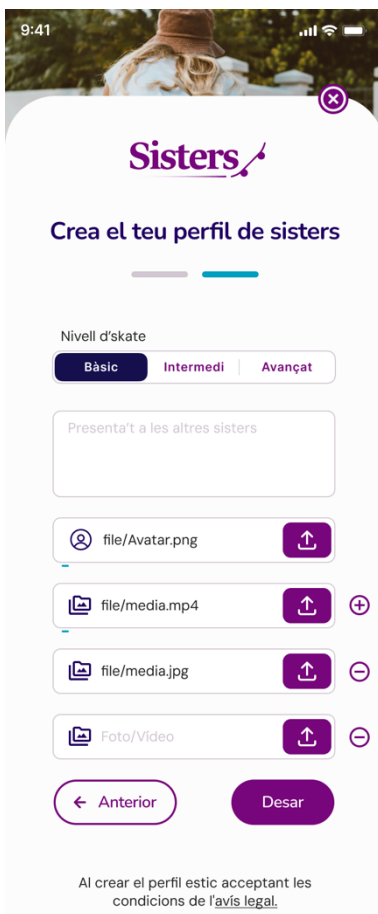 9:41
Sisters
Crea el teu perfil de sisters
Nivell d'skate
Bàsic
Intermedi
Avançat
Presenta't a les altres sisters
file/Avatar.png
file/media.mp4
file/media.jpg
Foto/Vídeo
Anterior
Desar
Al crear el perfil estic acceptant les
condicions de l'avís legal.